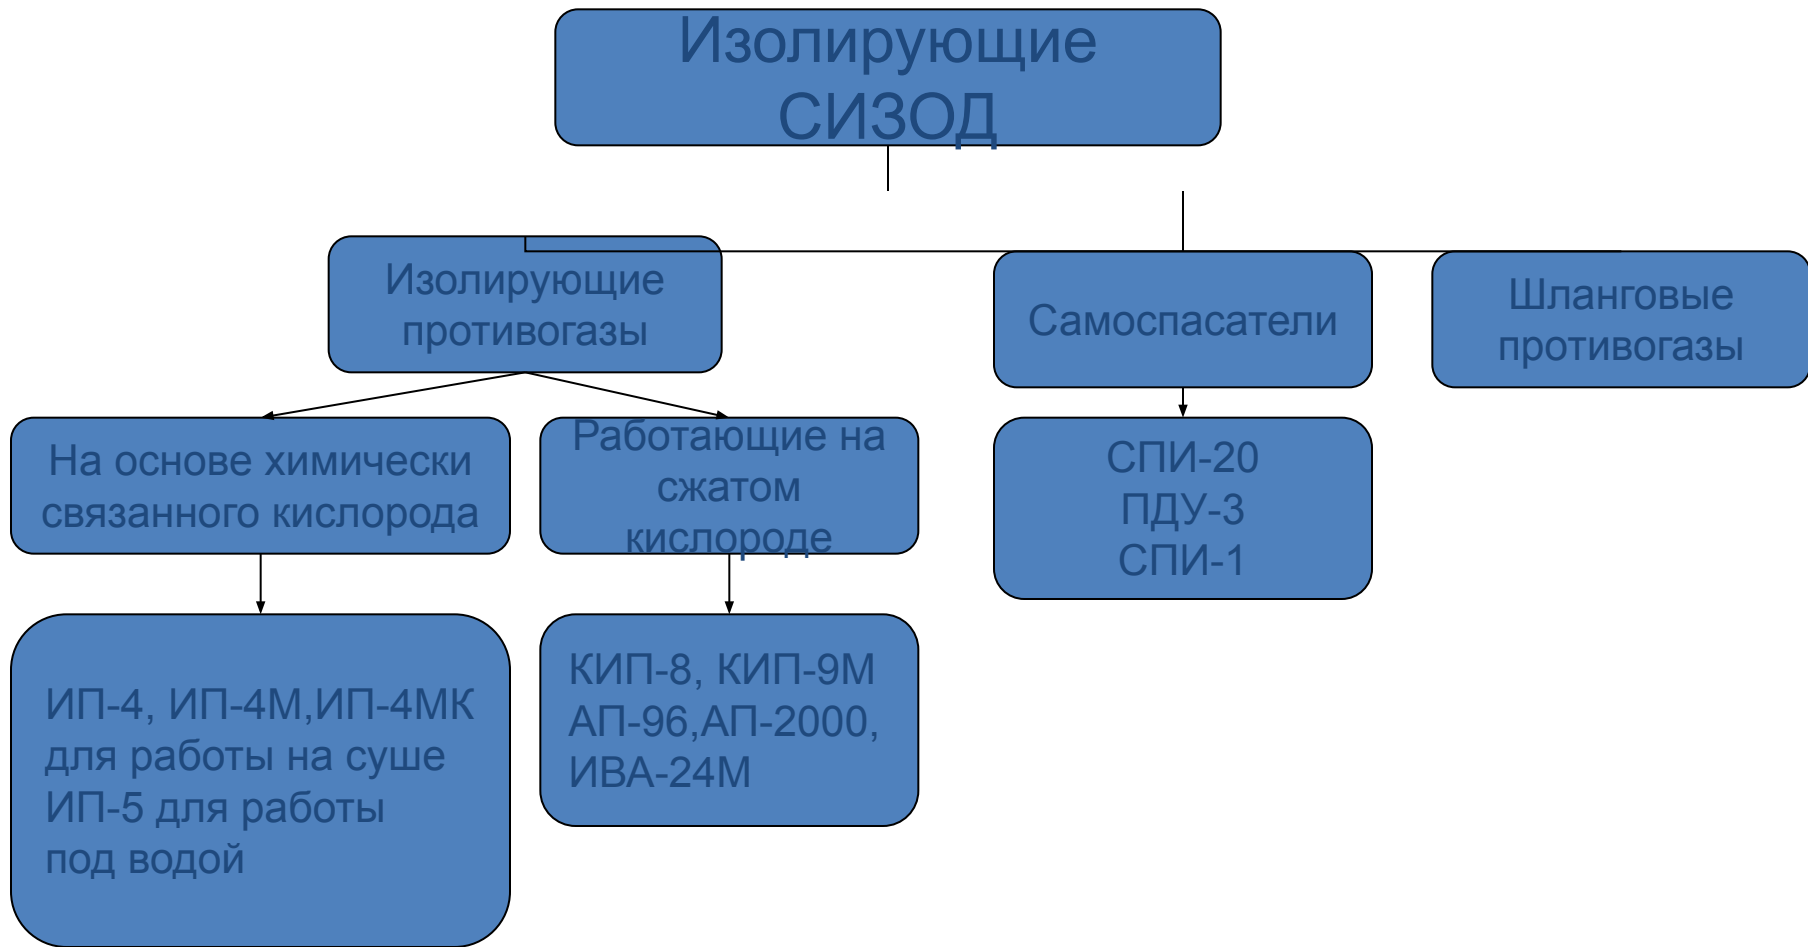 Изолирующие
СИЗОД
Изолирующие
противогазы
Самоспасатели
Шланговые
противогазы
На основе химически
связанного кислорода
Работающие на
сжатом
кислороде
СПИ-20
ПДУ-3
СПИ-1
ИП-4, ИП-4М,ИП-4МК
для работы на суше
ИП-5 для работы
под водой
КИП-8, КИП-9М
АП-96,АП-2000,
ИВА-24М